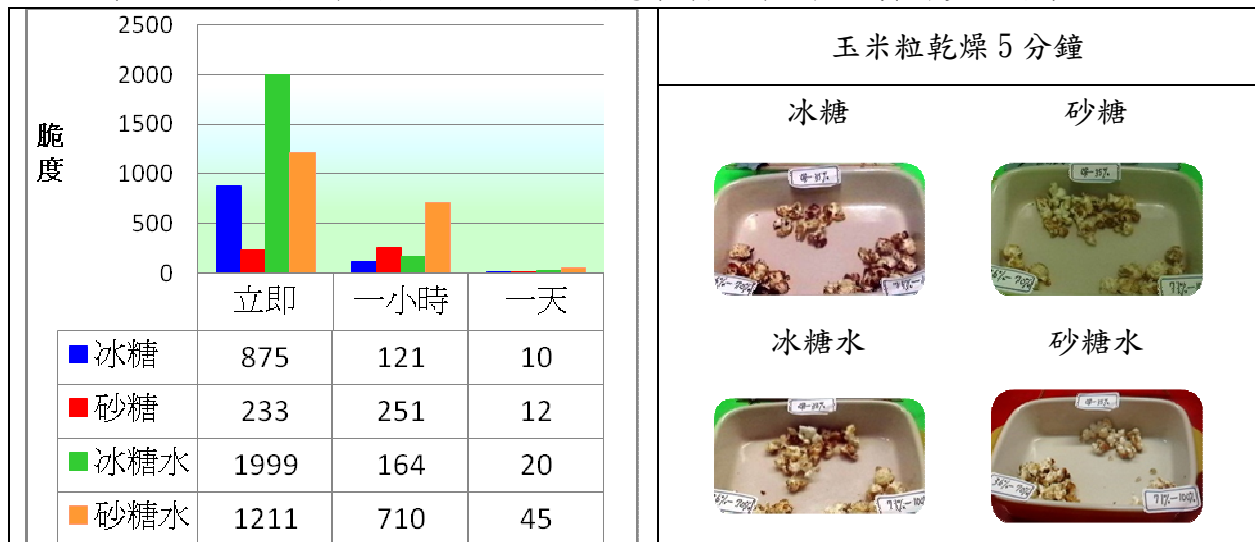 2500
2000
1500
1000
500
0
脆度
立即 一小時 一天
冰糖 875 121 10
砂糖 233 251 12
冰糖水 1999 164 20
砂糖水 1211 710 45
玉米粒乾燥 5 分鐘
冰糖 砂糖
冰糖水 砂糖水
71%-100%